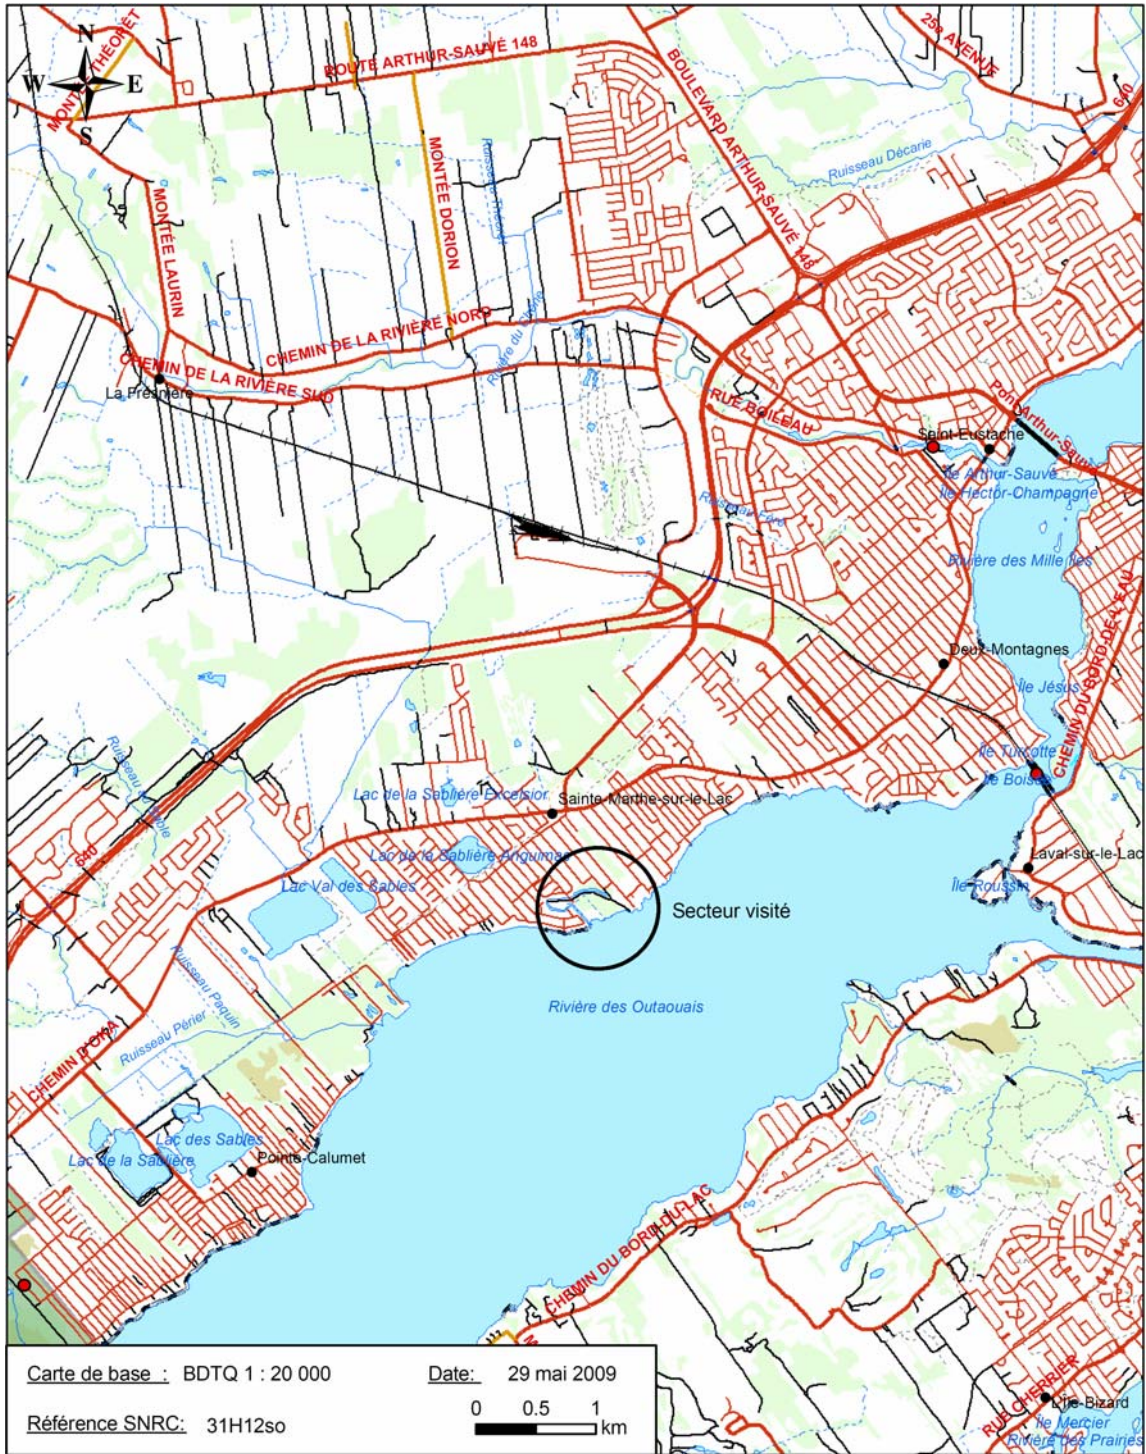 N
W E
S
MONTÉE THÉORÊT
ROUTE ARTHUR-SAUVÉ 148
BOULEVARD ARTHUR-SAUVÉ 148
25e AVENUE
640
Ruisseau Décarie
MONTÉE LAURIN
MONTÉE DORION
CHEMIN DE LA RIVIÈRE NORD
Rivière du Chêne
CHEMIN DE LA RIVIÈRE SUD
La Fresnière
RUE BOILEAU
Pont Arthur-Sauvé
Saint-Eustache
Île Arthur-Sauvé
Île Hector-Champagne
Rivière des Mille Îles
CHEMIN DU BORD-DE-L'EAU
Deux-Montagnes
Île Jésus
Île Turcotte
Île Boisée
Lac de la Sablière Excelsior
Sainte-Marthe-sur-le-Lac
640
Lac de la Sablière Anguimac
Lac Val des Sables
Laval-sur-le-Lac
Île Roussin
Secteur visité
Ruisseau Paquin
Rivière des Outaouais
Ruisseau Périer
CHEMIN D'OKA
Lac des Sables
Lac de la Sablière
Pointe-Calumet
CHEMIN DU BORD-DU-LAC
RUE CHERRIER
L'Île-Bizard
Île Mercier
Rivière des Prairies
Carte de base : BDTQ 1 : 20 000
Date: 29 mai 2009
Référence SNRC: 31H12so
0 0.5 1
km